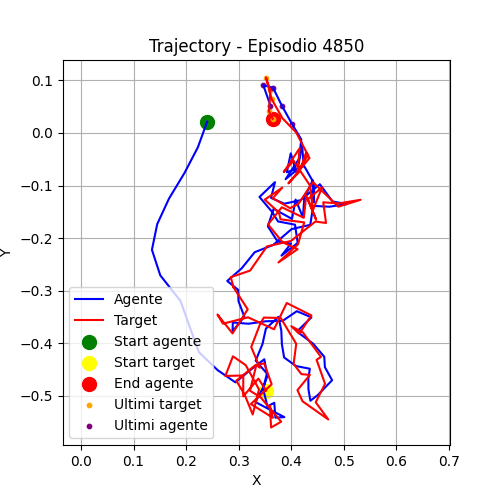 Trajectory - Episodio 4850
0.1
0.0
−0.1
−0.2
−0.3
−0.4
−0.5
Y
Agente
Target
Start agente
Start target
End agente
Ultimi target
Ultimi agente
0.0 0.1 0.2 0.3 0.4 0.5 0.6 0.7
X